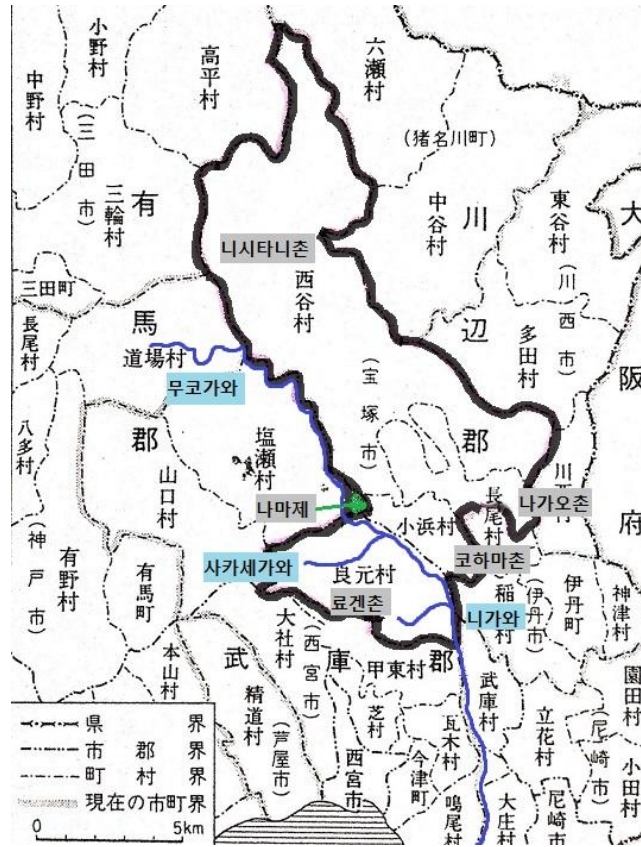 小野村
高平村
六瀬村
中野村
(三田市)
三輪村
有馬郡
(猪名川町)
中谷村
川辺郡
東谷村
大阪府
(川西市)
多田村
니시타니촌
西谷村
三田町
長尾村
道場村
무코가와
(宝塚市)
八多村
山口村
塩瀬村
나마제
小浜村
長尾村
나가오촌
코하마촌
사카세가와
良元村
료겐촌
니가와
(伊丹市)
伊丹町
神津村
(神戸市)
有野村
有馬町
大社村
(西宮市)
武庫郡
甲東村
本山村
精道村
(芦屋市)
芝村
瓦木村
武庫村
立花村
(尼崎市)
園田村
小田村
西宮市
今津町
鳴尾村
大庄村
尼崎市
県界
市郡界
町村界
現在の市町界
0 5km